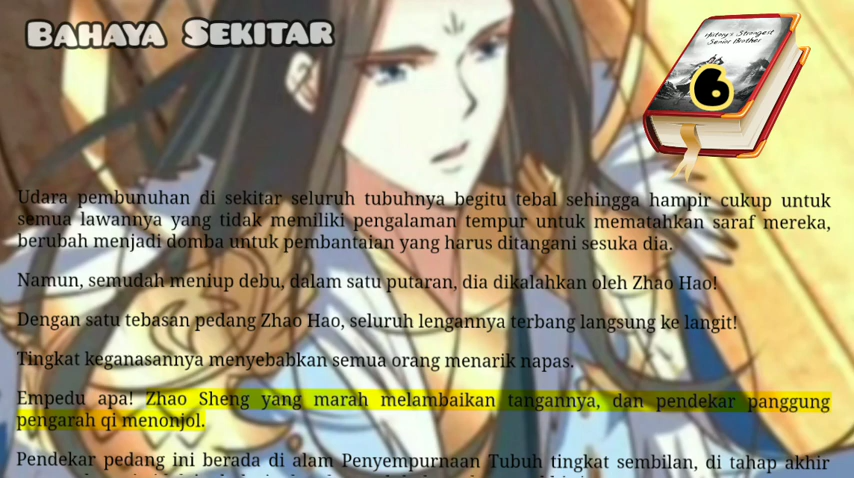 Bahaya Sekitar
History's Strongest
Senior Brother
6
Udara pembunuhan di sekitar seluruh tubuhnya begitu tebal sehingga hampir cukup untuk
semua lawannya yang tidak memiliki pengalaman tempur untuk mematahkan saraf mereka,
berubah menjadi domba untuk pembantaian yang harus ditangani sesuka dia.
Namun, semudah meniup debu, dalam satu putaran, dia dikalahkan oleh Zhao Hao!
Dengan satu tebasan pedang Zhao Hao, seluruh lengannya terbang langsung ke langit!
Tingkat keganasannya menyebabkan semua orang menarik napas.
Empedu apa! Zhao Sheng yang marah melambaikan tangannya, dan pendekar panggung
pengarah qi menonjol.
Pendekar pedang ini berada di alam Penyempurnaan Tubuh tingkat sembilan, di tahap akhir